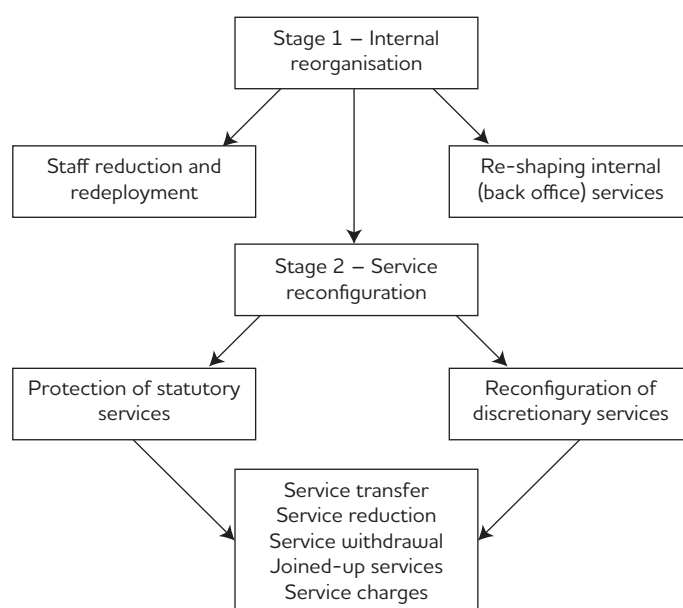 Stage 1 – Internal
reorganisation
Staff reduction and
redeployment
Re-shaping internal
(back office) services
Stage 2 – Service
reconfiguration
Protection of statutory
services
Reconfiguration of
discretionary services
Service transfer
Service reduction
Service withdrawal
Joined-up services
Service charges